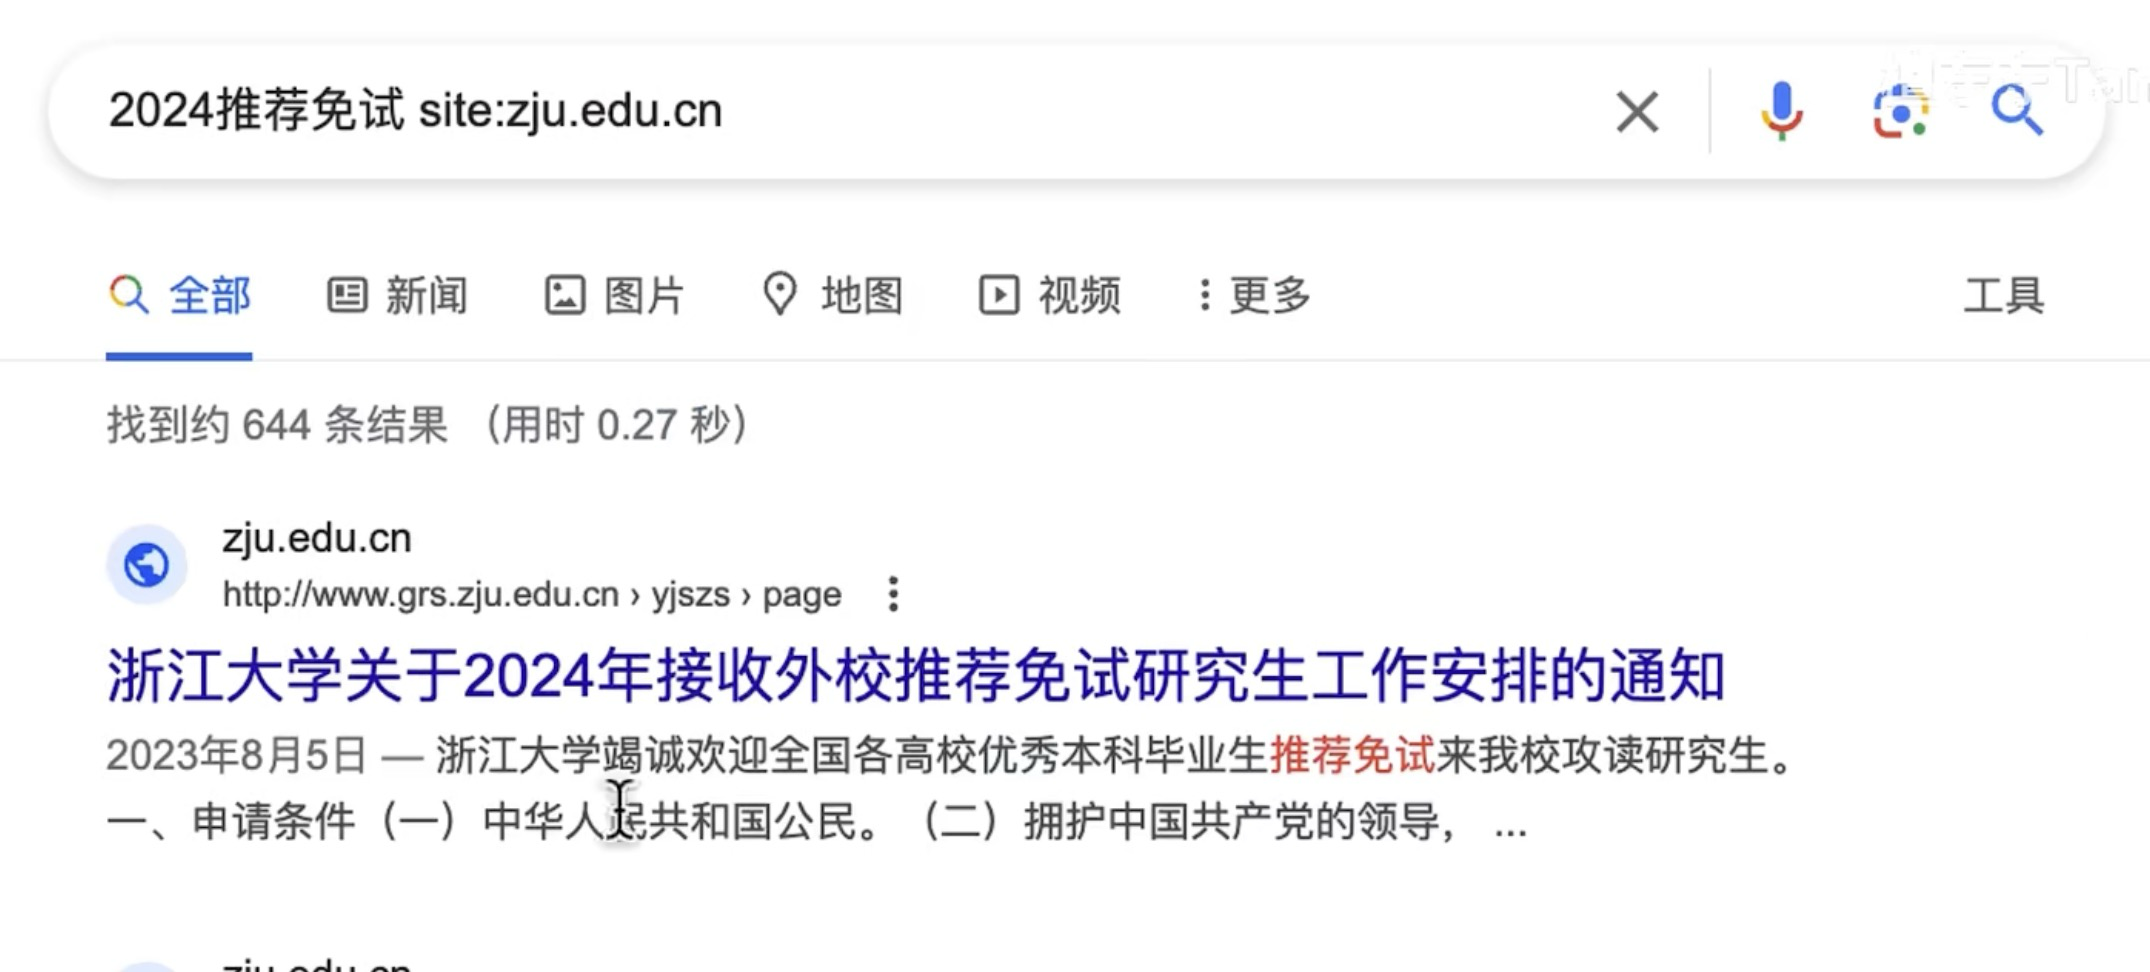 2024推荐免试 site:zju.edu.cn
全部 新闻 图片 地图 视频 更多 工具
找到约 644 条结果 （用时 0.27 秒）
zju.edu.cn
http://www.grs.zju.edu.cn › yjszs › page
浙江大学关于2024年接收外校推荐免试研究生工作安排的通知
2023年8月5日 — 浙江大学竭诚欢迎全国各高校优秀本科毕业生推荐免试来我校攻读研究生。
一、申请条件（一）中华人民共和国公民。（二）拥护中国共产党的领导， ...
zju.edu.cn